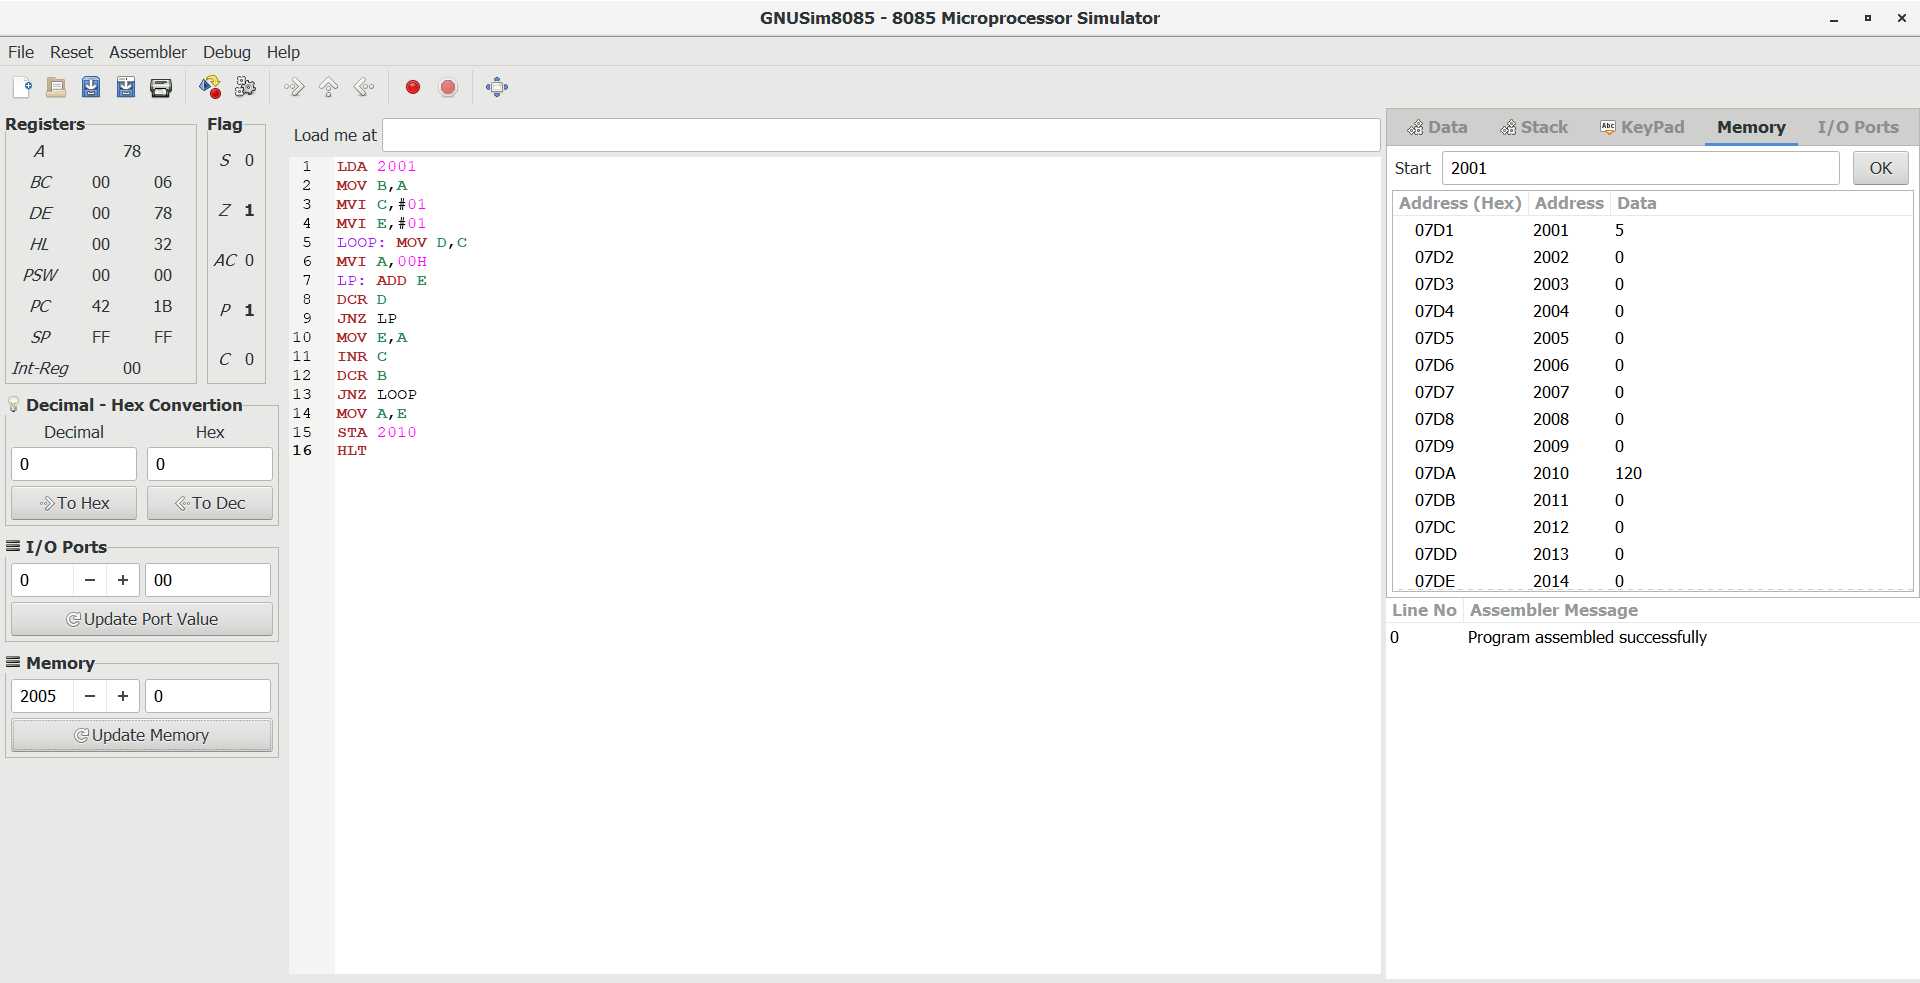 GNUSim8085 - 8085 Microprocessor Simulator
File Reset Assembler Debug Help
Registers
A 78
BC 00 06
DE 00 78
HL 00 32
PSW 00 00
PC 42 1B
SP FF FF
Int-Reg 00
Flag
S 0
Z 1
AC 0
P 1
C 0
Decimal - Hex Convertion
Decimal Hex
0 0
To Hex To Dec
I/O Ports
0 − + 00
Update Port Value
Memory
2005 − + 0
Update Memory
Load me at
1 LDA 2001
2 MOV B,A
3 MVI C,#01
4 MVI E,#01
5 LOOP: MOV D,C
6 MVI A,00H
7 LP: ADD E
8 DCR D
9 JNZ LP
10 MOV E,A
11 INR C
12 DCR B
13 JNZ LOOP
14 MOV A,E
15 STA 2010
16 HLT
Data Stack Abc KeyPad Memory I/O Ports
Start 2001 OK
Address (Hex) Address Data
07D1 2001 5
07D2 2002 0
07D3 2003 0
07D4 2004 0
07D5 2005 0
07D6 2006 0
07D7 2007 0
07D8 2008 0
07D9 2009 0
07DA 2010 120
07DB 2011 0
07DC 2012 0
07DD 2013 0
07DE 2014 0
Line No Assembler Message
0 Program assembled successfully